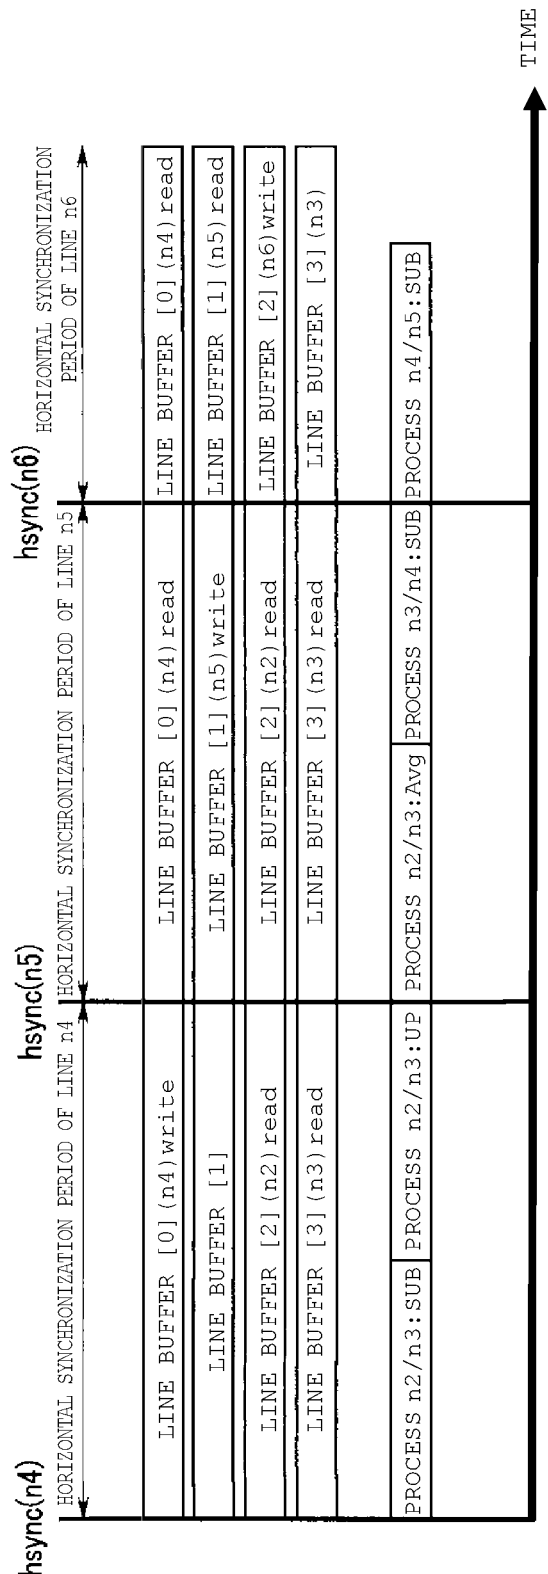 hsync(n4)
hsync(n5)
hsync(n6)
HORIZONTAL SYNCHRONIZATION PERIOD OF LINE n4
HORIZONTAL SYNCHRONIZATION PERIOD OF LINE n5
HORIZONTAL SYNCHRONIZATION
PERIOD OF LINE n6
LINE BUFFER [0](n4)write
LINE BUFFER [0](n4)read
LINE BUFFER [0](n4)read
LINE BUFFER [1]
LINE BUFFER [1](n5)write
LINE BUFFER [1](n5)read
LINE BUFFER [2](n2)read
LINE BUFFER [2](n2)read
LINE BUFFER [2](n6)write
LINE BUFFER [3](n3)read
LINE BUFFER [3](n3)read
LINE BUFFER [3](n3)
PROCESS n2/n3:SUB
PROCESS n2/n3:UP
PROCESS n2/n3:Avg
PROCESS n3/n4:SUB
PROCESS n4/n5:SUB
TIME